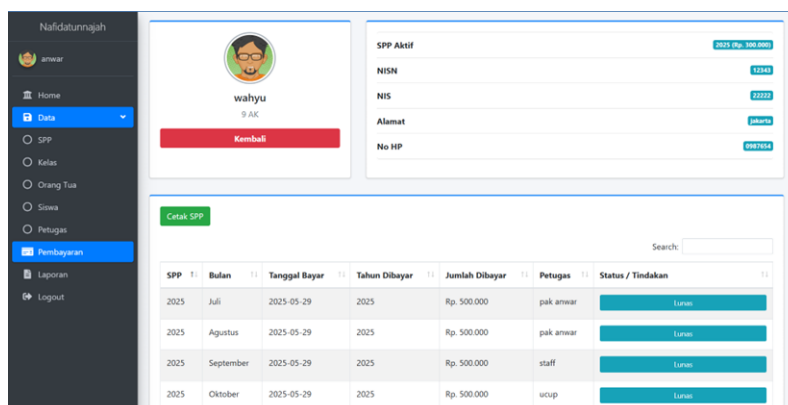 Nafidatunnajah
anwar
Home
Data
SPP
Kelas
Orang Tua
Siswa
Petugas
Pembayaran
Laporan
Logout
wahyu
9 AK
Kembali
SPP Aktif 2025 (Rp. 300.000)
NISN 12343
NIS 22222
Alamat Jakarta
No HP 0987654
Cetak SPP
Search:
SPP Bulan Tanggal Bayar Tahun Dibayar Jumlah Dibayar Petugas Status / Tindakan
2025 Juli 2025-05-29 2025 Rp. 500.000 pak anwar Lunas
2025 Agustus 2025-05-29 2025 Rp. 500.000 pak anwar Lunas
2025 September 2025-05-29 2025 Rp. 500.000 staff Lunas
2025 Oktober 2025-05-29 2025 Rp. 500.000 ucup Lunas